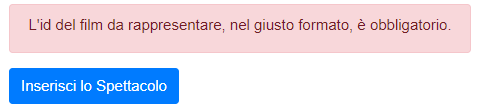 L'id del film da rappresentare, nel giusto formato, è obbligatorio.
Inserisci lo Spettacolo